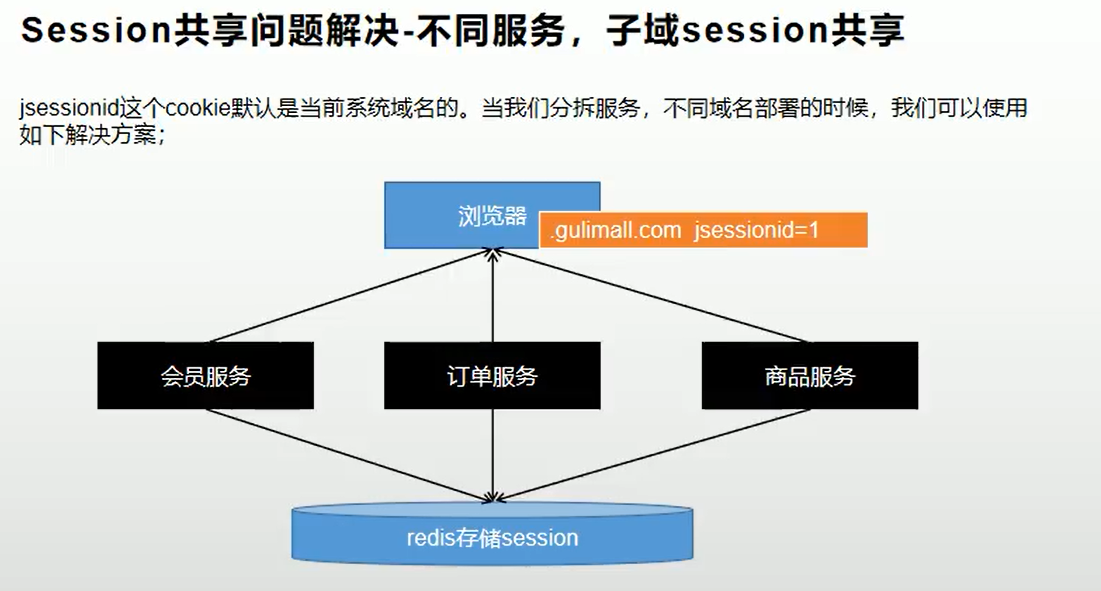 Session共享问题解决-不同服务，子域session共享
jsessionid这个cookie默认是当前系统域名的。当我们分拆服务，不同域名部署的时候，我们可以使用
如下解决方案；
浏览器
.gulimall.com jsessionid=1
会员服务
订单服务
商品服务
redis存储session